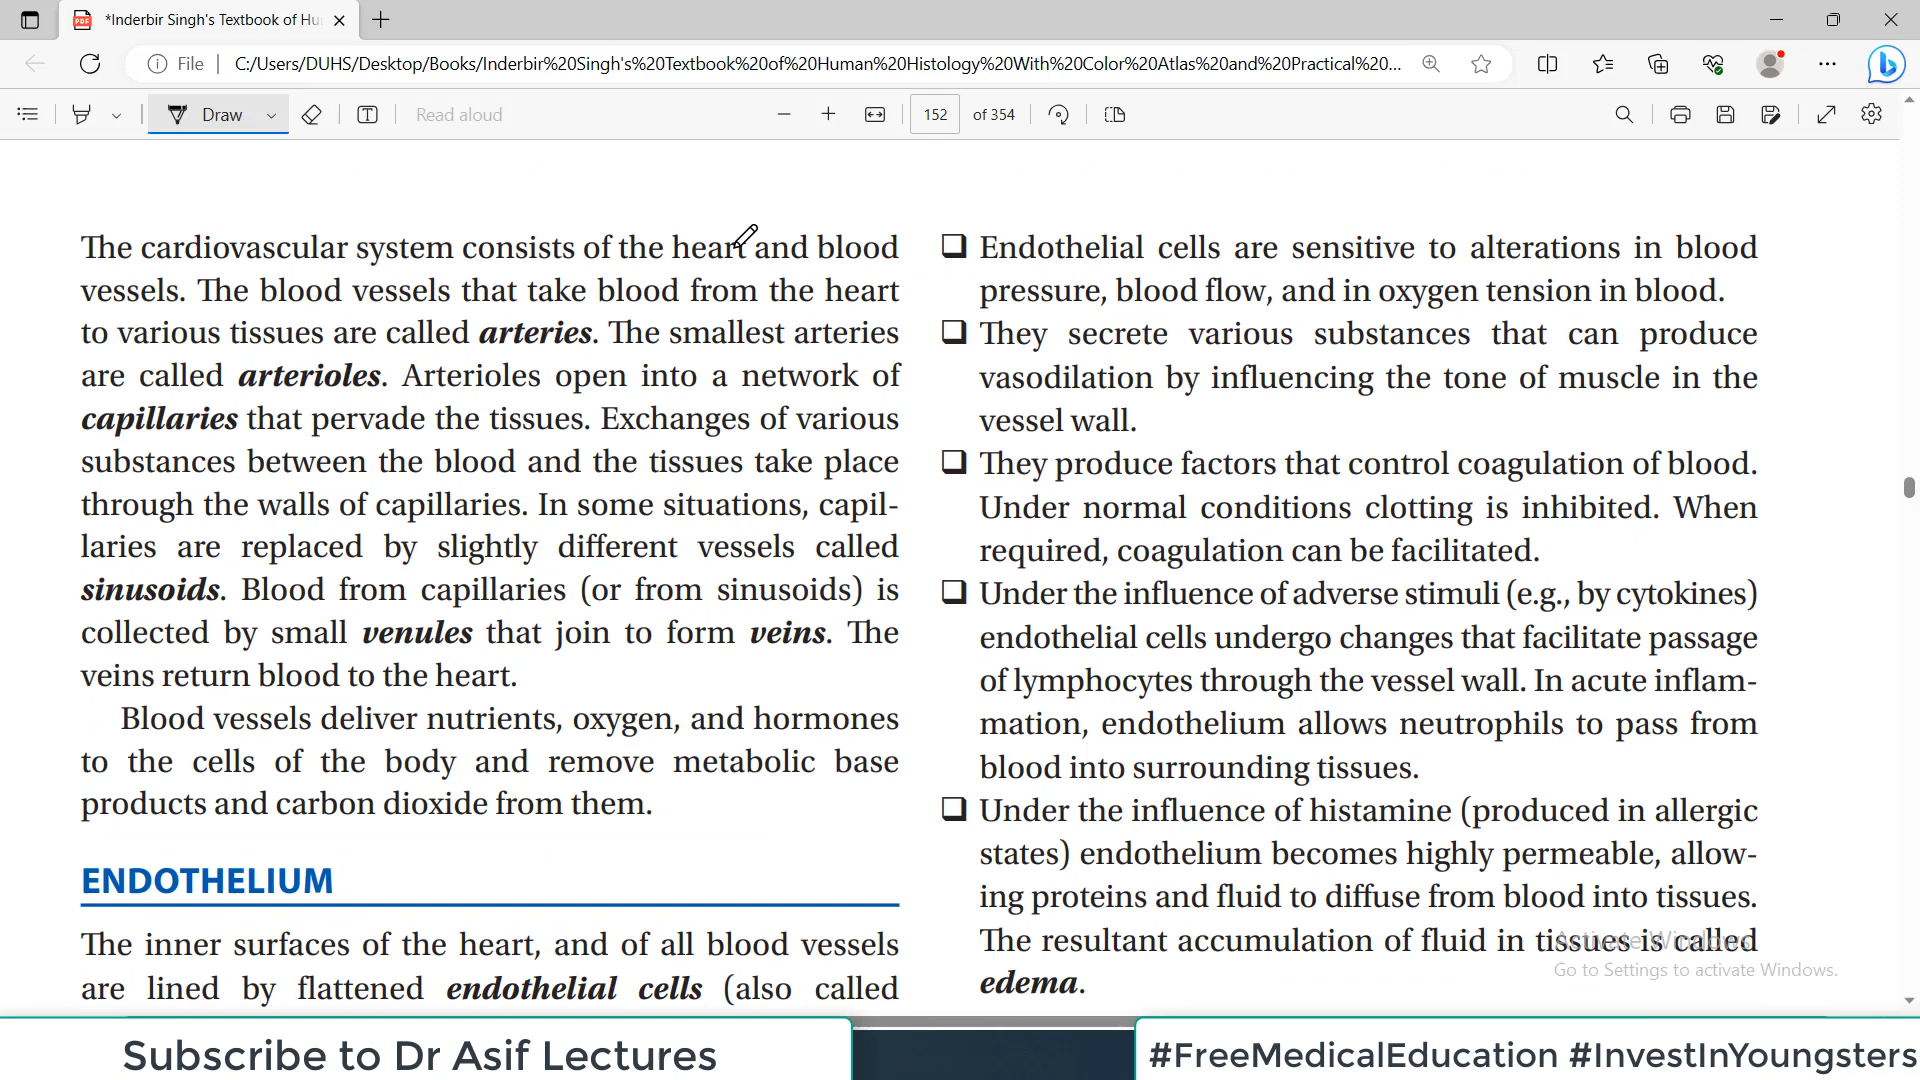 *Inderbir Singh's Textbook of Hu
File
C:/Users/DUHS/Desktop/Books/Inderbir%20Singh's%20Textbook%20of%20Human%20Histology%20With%20Color%20Atlas%20and%20Practical%20...
Draw
Read aloud
152 of 354
The cardiovascular system consists of the heart and blood
vessels. The blood vessels that take blood from the heart
to various tissues are called arteries. The smallest arteries
are called arterioles. Arterioles open into a network of
capillaries that pervade the tissues. Exchanges of various
substances between the blood and the tissues take place
through the walls of capillaries. In some situations, capil-
laries are replaced by slightly different vessels called
sinusoids. Blood from capillaries (or from sinusoids) is
collected by small venules that join to form veins. The
veins return blood to the heart.
Blood vessels deliver nutrients, oxygen, and hormones
to the cells of the body and remove metabolic base
products and carbon dioxide from them.
ENDOTHELIUM
The inner surfaces of the heart, and of all blood vessels
are lined by flattened endothelial cells (also called
❑ Endothelial cells are sensitive to alterations in blood
pressure, blood flow, and in oxygen tension in blood.
❑ They secrete various substances that can produce
vasodilation by influencing the tone of muscle in the
vessel wall.
❑ They produce factors that control coagulation of blood.
Under normal conditions clotting is inhibited. When
required, coagulation can be facilitated.
❑ Under the influence of adverse stimuli (e.g., by cytokines)
endothelial cells undergo changes that facilitate passage
of lymphocytes through the vessel wall. In acute inflam-
mation, endothelium allows neutrophils to pass from
blood into surrounding tissues.
❑ Under the influence of histamine (produced in allergic
states) endothelium becomes highly permeable, allow-
ing proteins and fluid to diffuse from blood into tissues.
The resultant accumulation of fluid in tissues is called
edema.
Activate Windows
Go to Settings to activate Windows.
Subscribe to Dr Asif Lectures
#FreeMedicalEducation #InvestInYoungsters